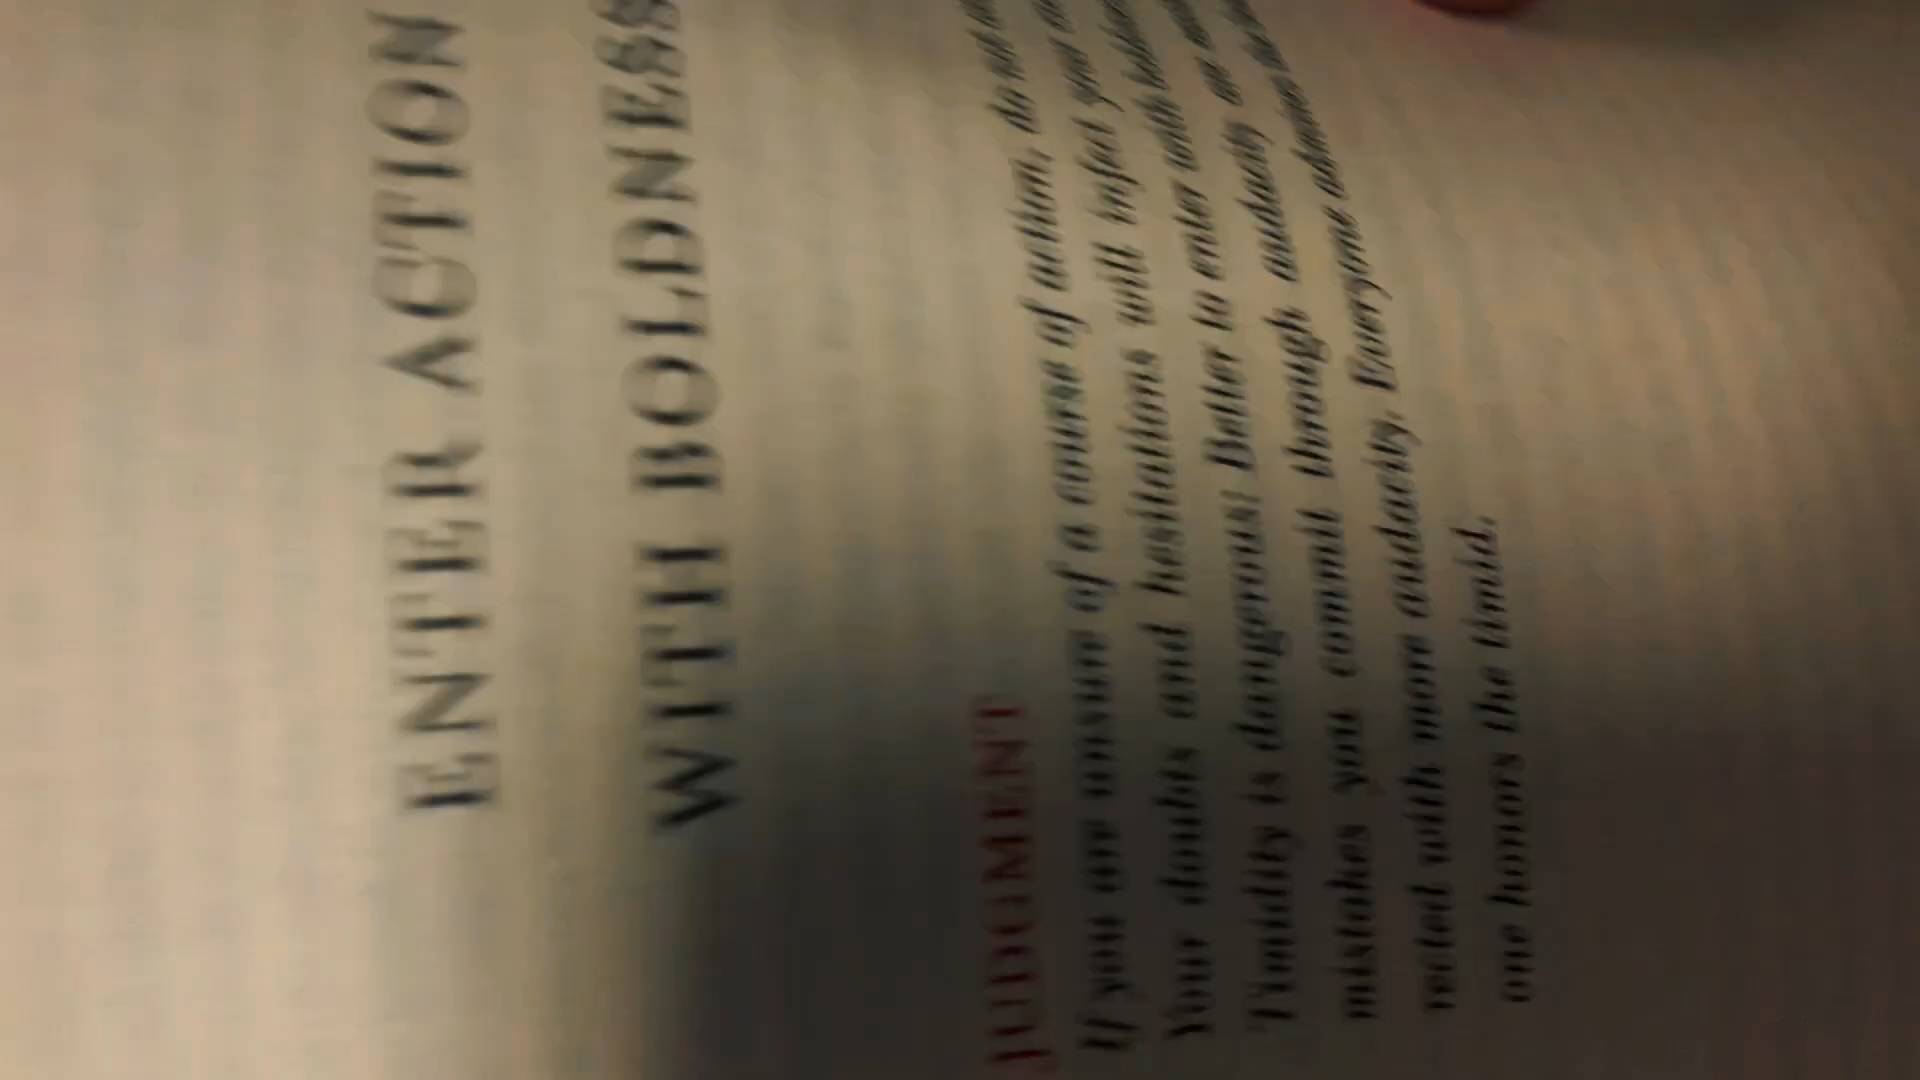 ENTER ACTION
WITH BOLDNESS
JUDGMENT
If you are unsure of a course of action, do not
Your doubts and hesitations will infect your
Timidity is dangerous: Better to enter with
mistakes you commit through audacity are
rected with more audacity. Everyone admires the
one honors the timid.